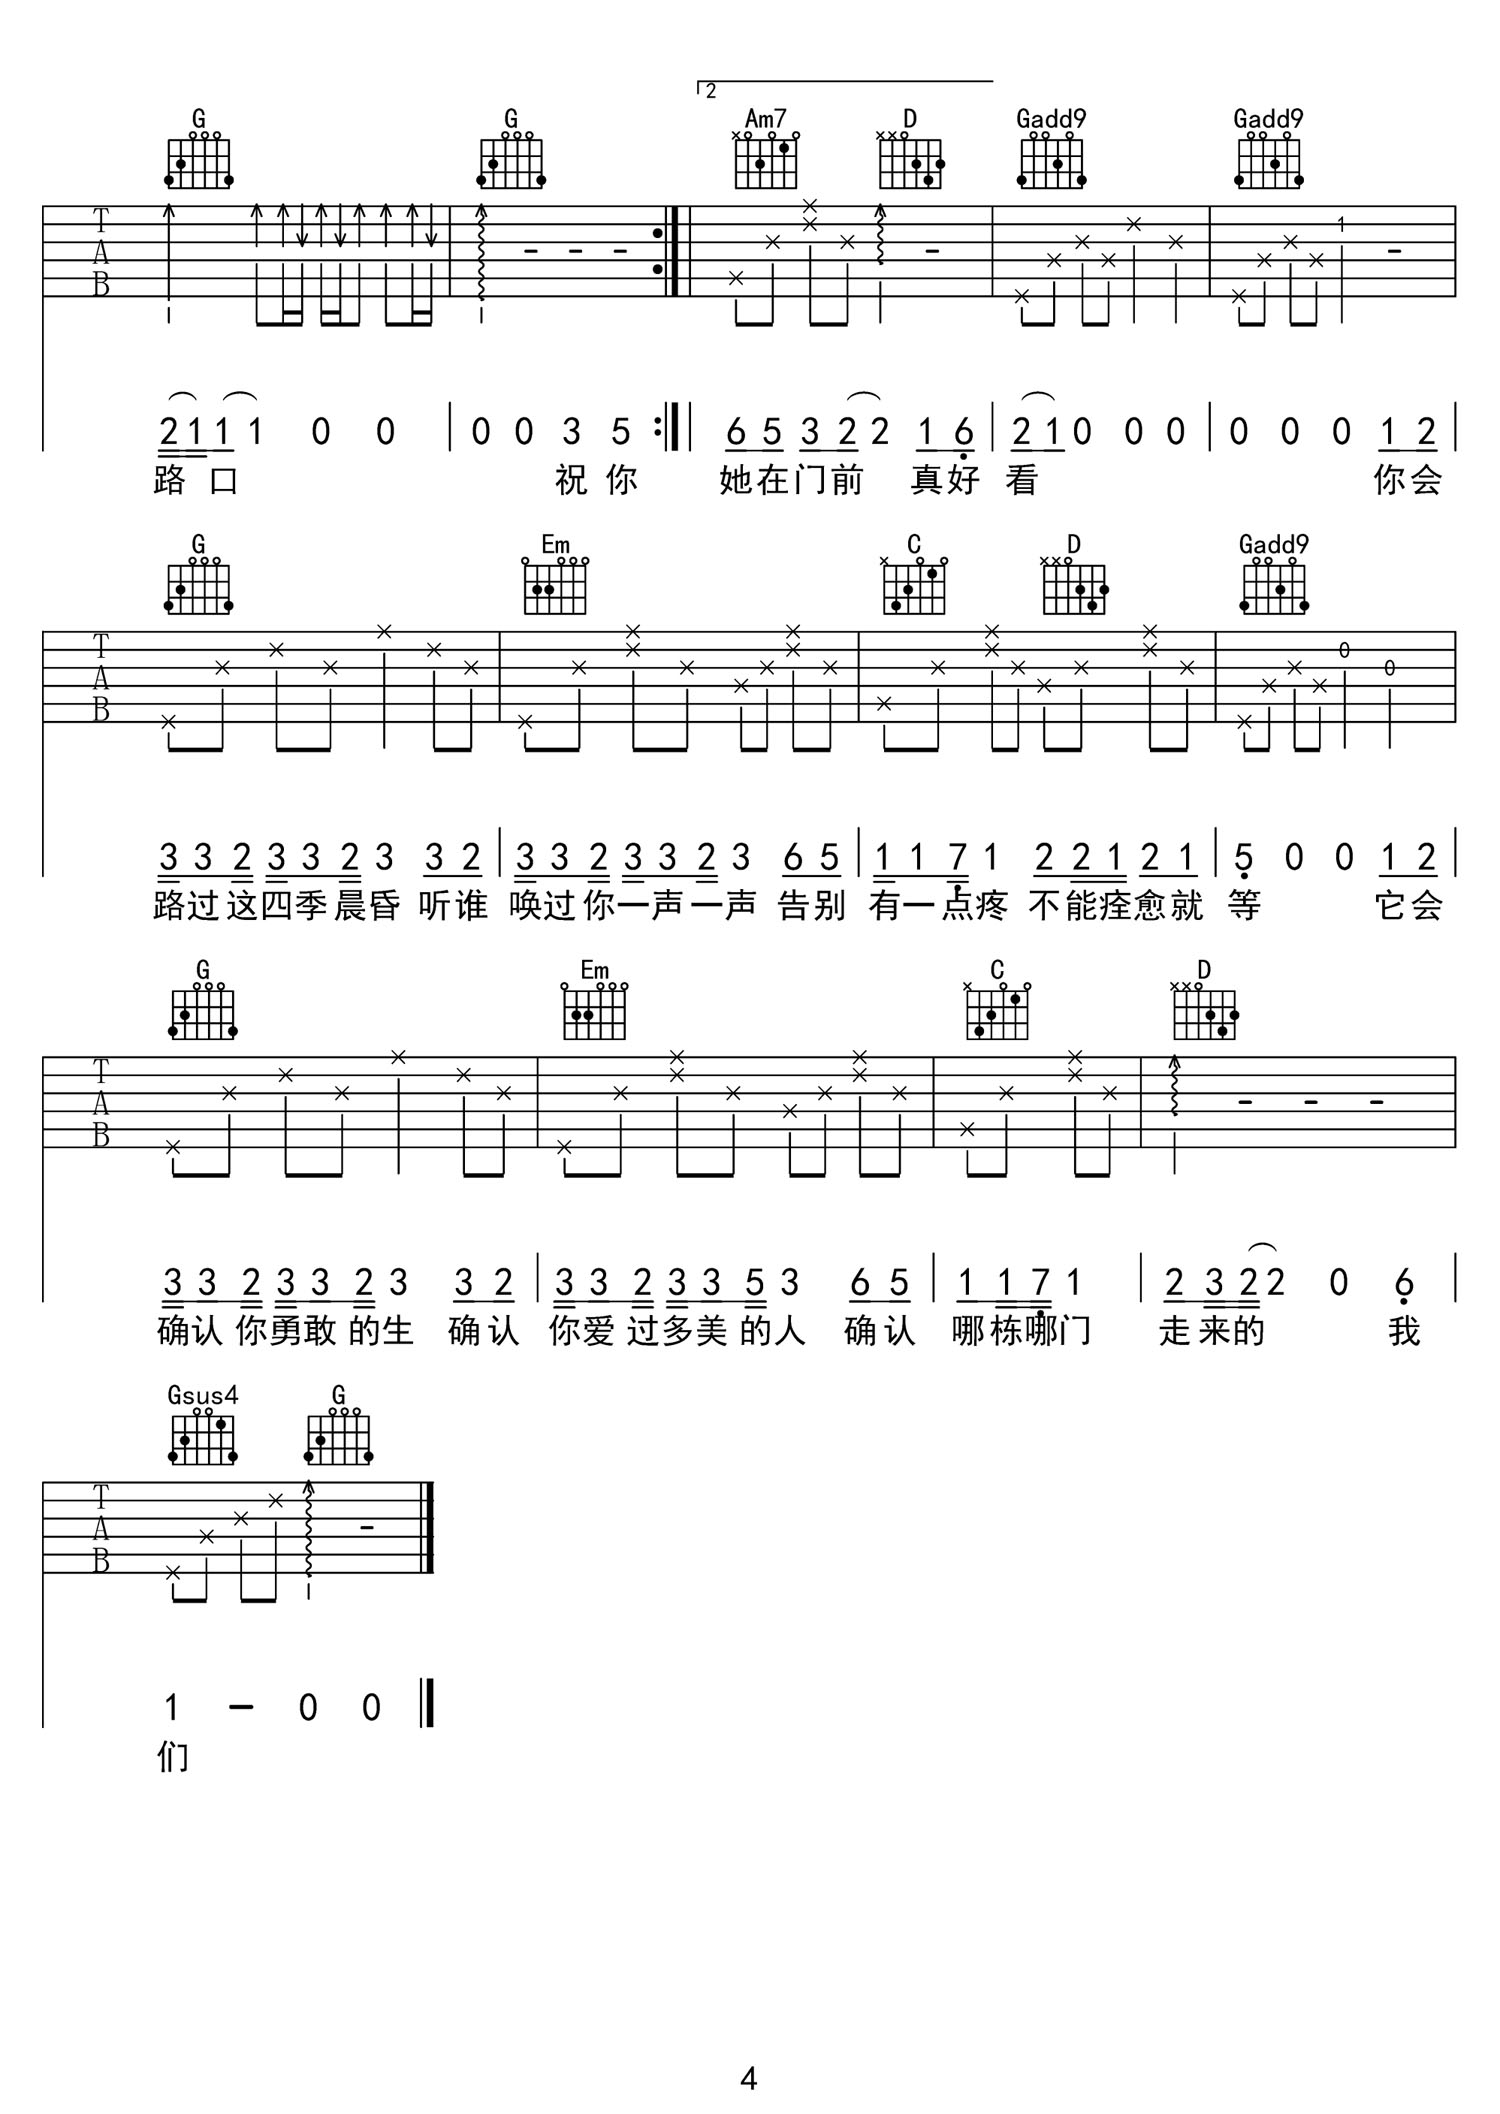 2
G G Am7 D Gadd9 Gadd9
T 1
A
B
2 1 1 1 0 0 0 0 3 5 6 5 3 2 2 1 6 2 1 0 0 0 0 0 0 1 2
路 口 祝 你 她在门前 真好 看 你会
G Em C D Gadd9
T 0
A 0
B
3 3 2 3 3 2 3 3 2 3 3 2 3 3 2 3 6 5 1 1 7 1 2 2 1 2 1 5 0 0 1 2
路过这四季晨昏 听谁 唤过你一声一声 告别 有一点疼 不能痊愈就 等 它会
G Em C D
T
A
B
3 3 2 3 3 2 3 3 2 3 3 2 3 3 5 3 6 5 1 1 7 1 2 3 2 2 0 6
确认你勇敢的生 确认 你爱过多美的人 确认 哪栋哪门 走来的 我
Gsus4 G
T
A
B
1 – 0 0
们
4